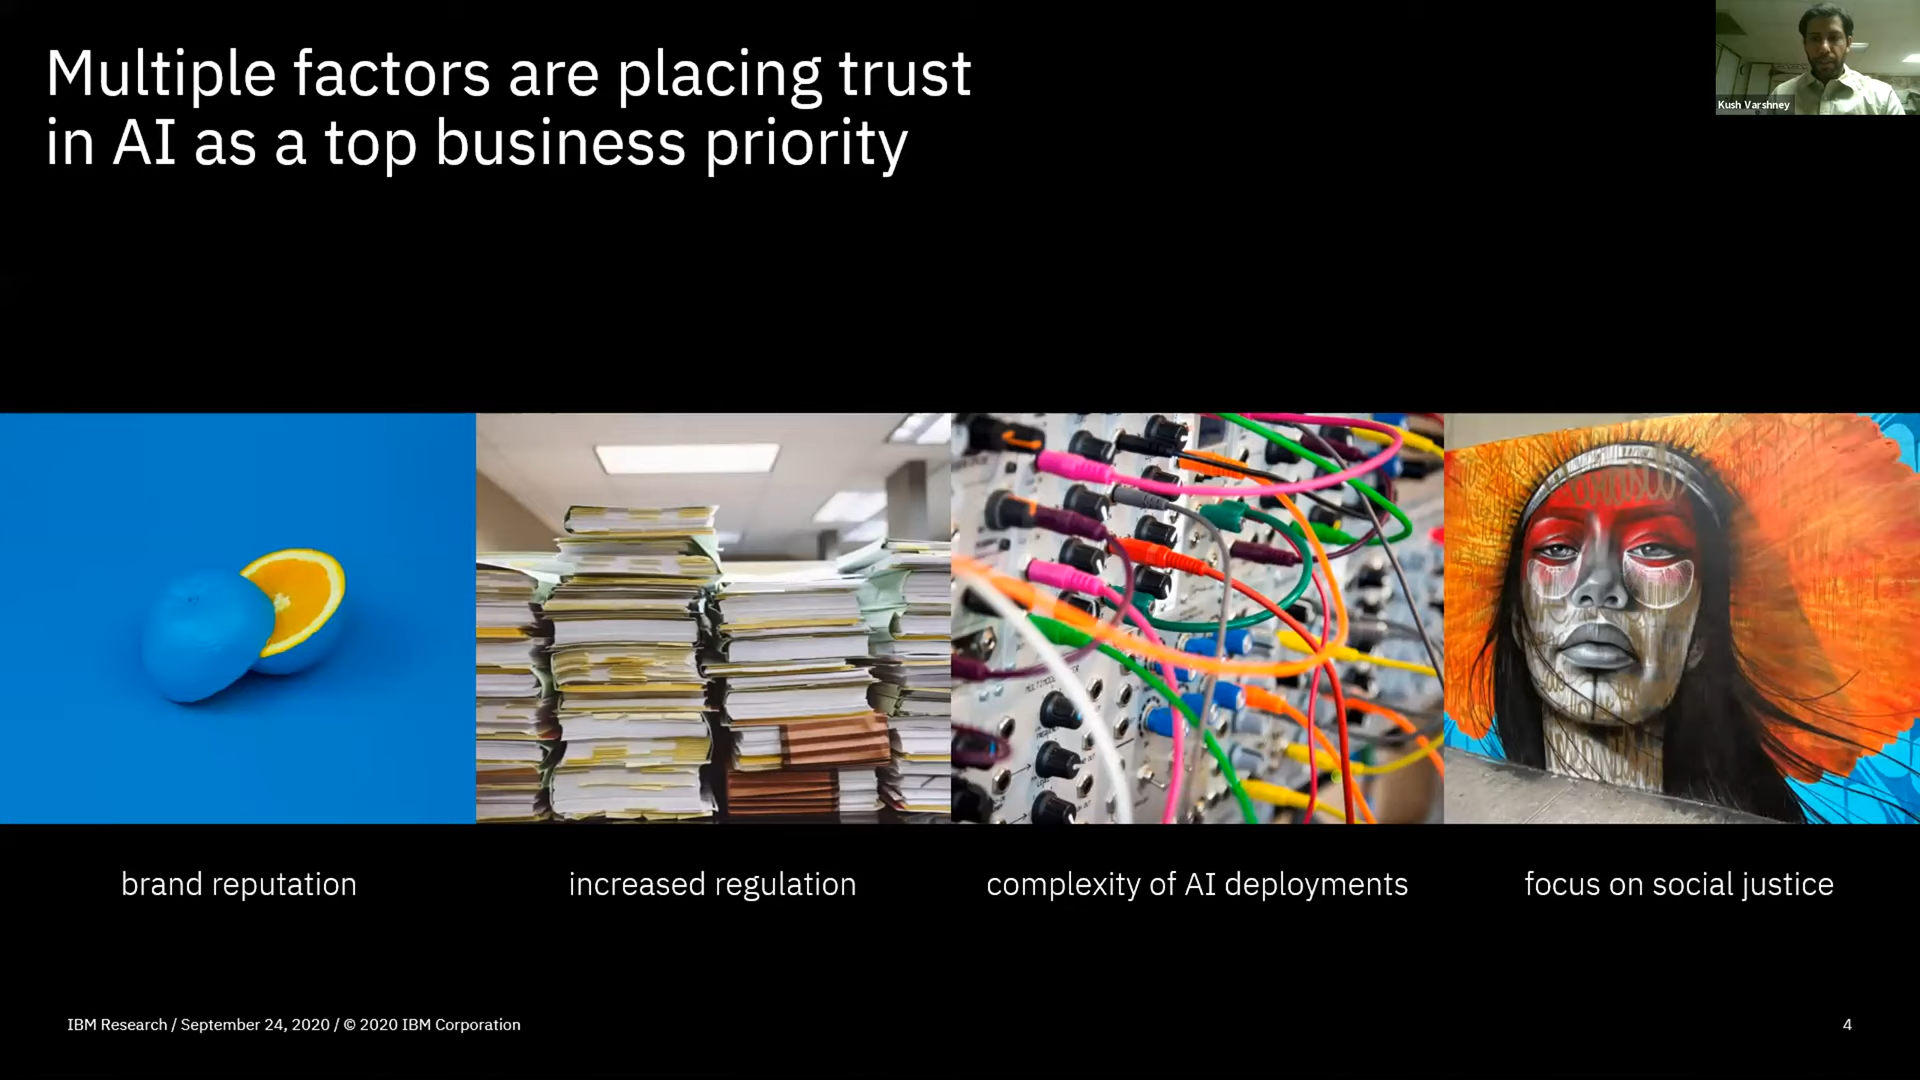 Multiple factors are placing trust
in AI as a top business priority
Kush Varshney
brand reputation
increased regulation
complexity of AI deployments
focus on social justice
IBM Research / September 24, 2020 / © 2020 IBM Corporation
4